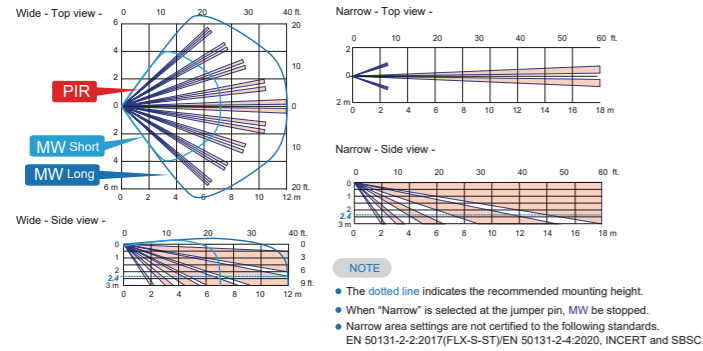 Wide - Top view -
0 10 20 30 40 ft.
6 20
4
10
2
PIR
0 0
2
MW Short
10
4
MW Long
6 m 20 ft.
0 2 4 6 8 10 12 m
Wide - Side view -
0 10 20 30 40 ft.
0 0
1 3
2 6
2.4
3 m 9 ft.
0 2 4 6 8 10 12 m
Narrow - Top view -
0 10 20 30 40 50 60 ft.
2
0
2 m
0 2 4 6 8 10 12 14 16 18 m
Narrow - Side view -
0 10 20 30 40 50 60 ft.
0
1
2
2.4
3 m
0 2 4 6 8 10 12 14 16 18 m
NOTE
● The dotted line indicates the recommended mounting height.
● When “Narrow” is selected at the jumper pin, MW be stopped.
● Narrow area settings are not certified to the following standards.
EN 50131-2-2:2017(FLX-S-ST)/EN 50131-2-4:2020, INCERT and SBSC.